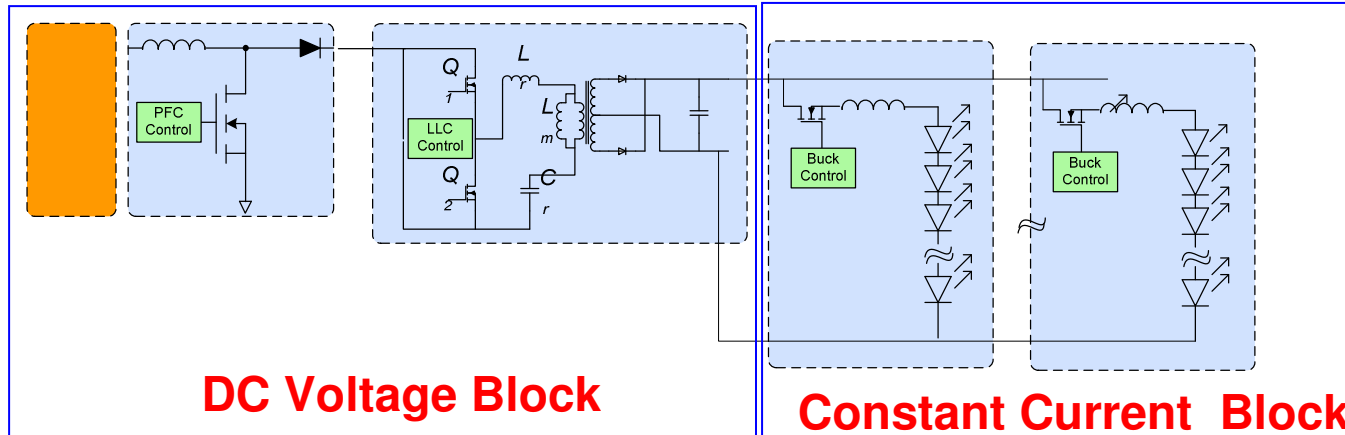 PFC
Control
Q
1
LLC
Control
Q
2
L
r
L
m
C
r
Buck
Control
Buck
Control
DC Voltage Block
Constant Current Block